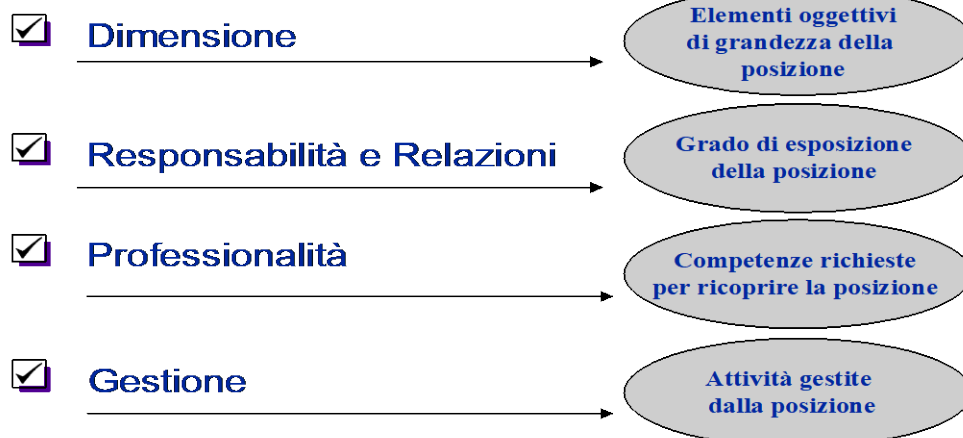 Dimensione
Elementi oggettivi
di grandezza della
posizione
Responsabilità e Relazioni
Grado di esposizione
della posizione
Professionalità
Competenze richieste
per ricoprire la posizione
Gestione
Attività gestite
dalla posizione